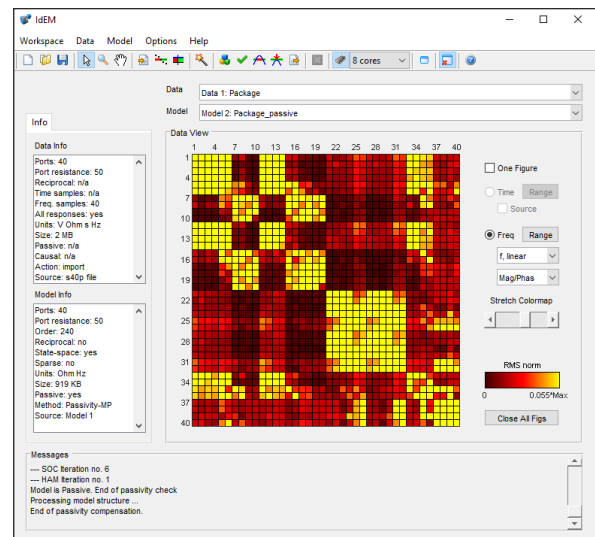 IdEM
Workspace Data Model Options Help
8 cores
Data
Data 1: Package
Model
Model 2: Package_passive
Info
Data Info
Ports: 40
Port resistance: 50
Reciprocal: n/a
Time samples: n/a
Freq. samples: 40
All responses: yes
Units: V Ohm s Hz
Size: 2 MB
Passive: n/a
Causal: n/a
Action: import
Source: s40p file
Model Info
Ports: 40
Port resistance: 50
Order: 240
Reciprocal: no
State-space: yes
Sparse: no
Units: Ohm Hz
Size: 919 KB
Passive: yes
Method: Passivity-MP
Source: Model 1
Data View
1 4 7 10 13 16 19 22 25 28 31 34 37 40
1
4
7
10
13
16
19
22
25
28
31
34
37
40
One Figure
Time Range
Source
Freq Range
f, linear
Mag/Phas
Stretch Colormap
RMS norm
0 0.055*Max
Close All Figs
Messages
--- SOC Iteration no. 6
--- HAM Iteration no. 1
Model is Passive. End of passivity check
Processing model structure ...
End of passivity compensation.